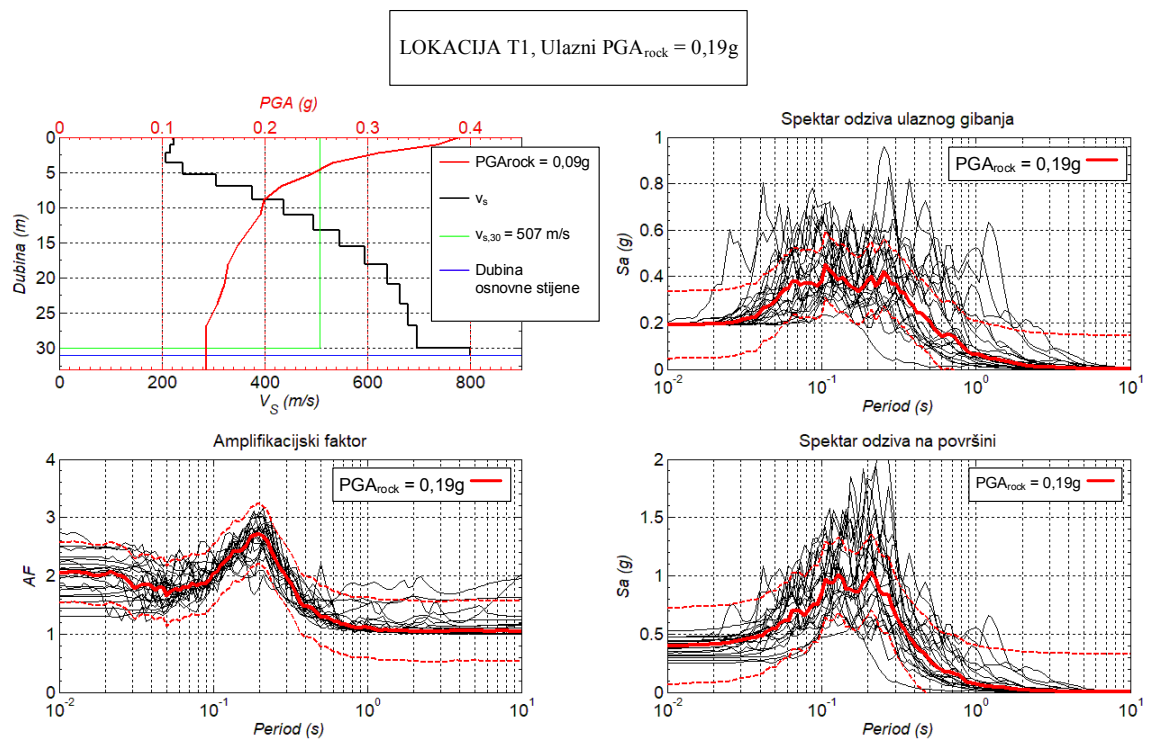 LOKACIJA T1, Ulazni PGArock = 0,19g
PGA (g)
0 0.1 0.2 0.3 0.4
0
5
10
15
20
25
30
Dubina (m)
PGArock = 0,09g
vs
vs,30 = 507 m/s
Dubina
osnovne stijene
0 200 400 600 800
VS (m/s)
Spektar odziva ulaznog gibanja
1
0.8
0.6
0.4
0.2
0
Sa (g)
PGArock = 0,19g
10-2 10-1 100 101
Period (s)
Amplifikacijski faktor
4
3
2
1
0
AF
PGArock = 0,19g
10-2 10-1 100 101
Period (s)
Spektar odziva na površini
2
1.5
1
0.5
0
Sa (g)
PGArock = 0,19g
10-2 10-1 100 101
Period (s)